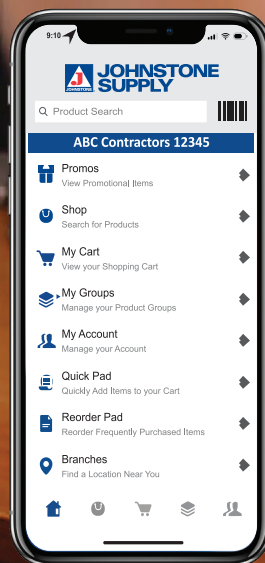 9:10
JOHNSTONE
SUPPLY
JOHNSTONE
Product Search
ABC Contractors 12345
Promos
View Promotional Items
Shop
Search for Products
My Cart
View your Shopping Cart
My Groups
Manage your Product Groups
My Account
Manage your Account
Quick Pad
Quickly Add Items to your Cart
Reorder Pad
Reorder Frequently Purchased Items
Branches
Find a Location Near You